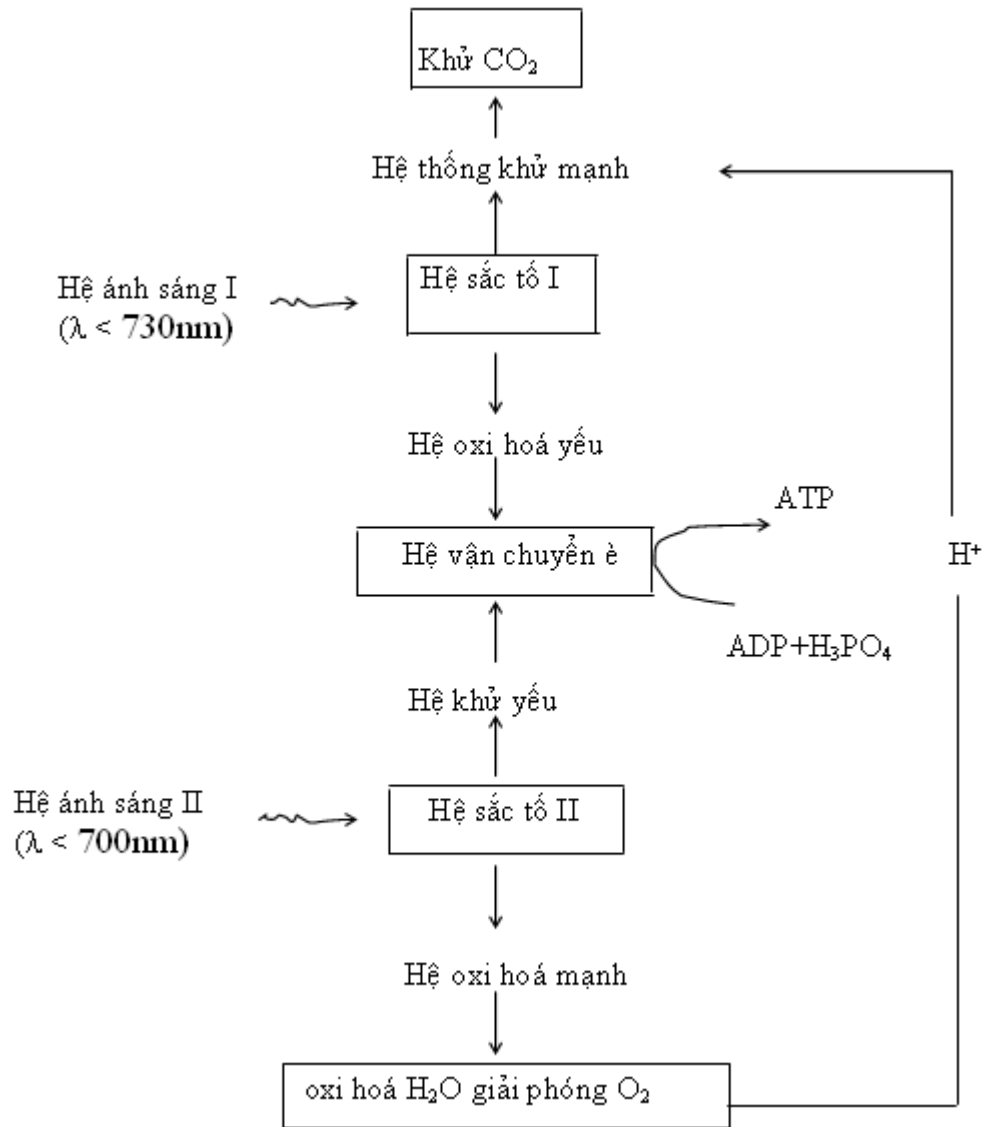 Khử CO₂
Hệ thống khử mạnh
Hệ sắc tố I
Hệ ánh sáng I
(λ < 730nm)
Hệ oxi hoá yếu
ATP
Hệ vận chuyển è
H⁺
ADP+H₃PO₄
Hệ khử yếu
Hệ ánh sáng II
(λ < 700nm)
Hệ sắc tố II
Hệ oxi hoá mạnh
oxi hoá H₂O giải phóng O₂